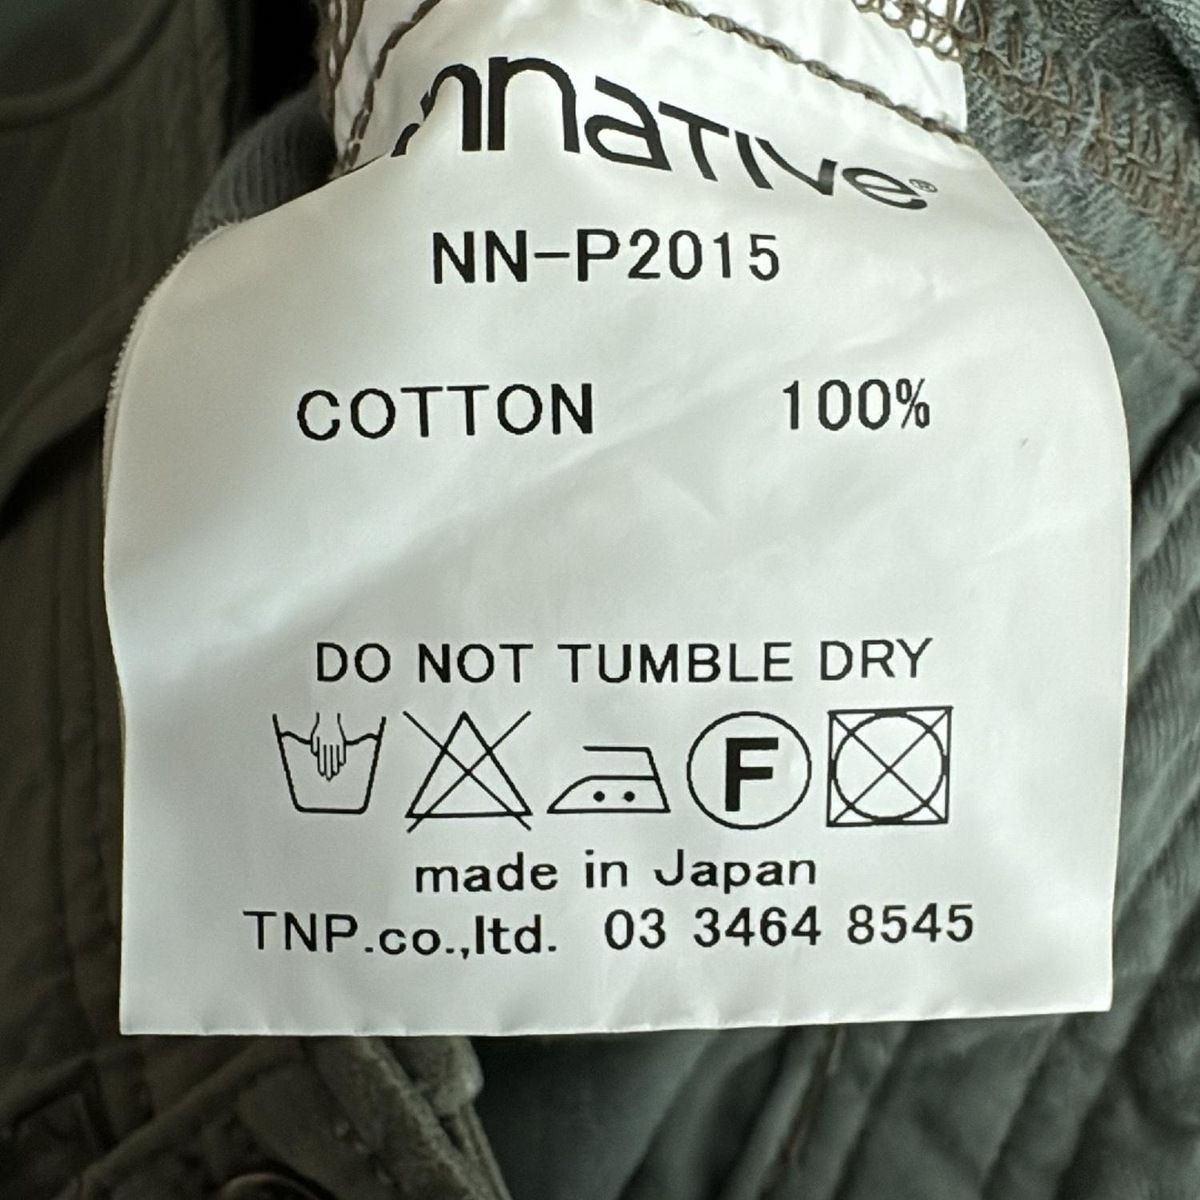 nnative®
NN-P2015
COTTON 100%
DO NOT TUMBLE DRY
F
made in Japan
TNP.co.,ltd. 03 3464 8545